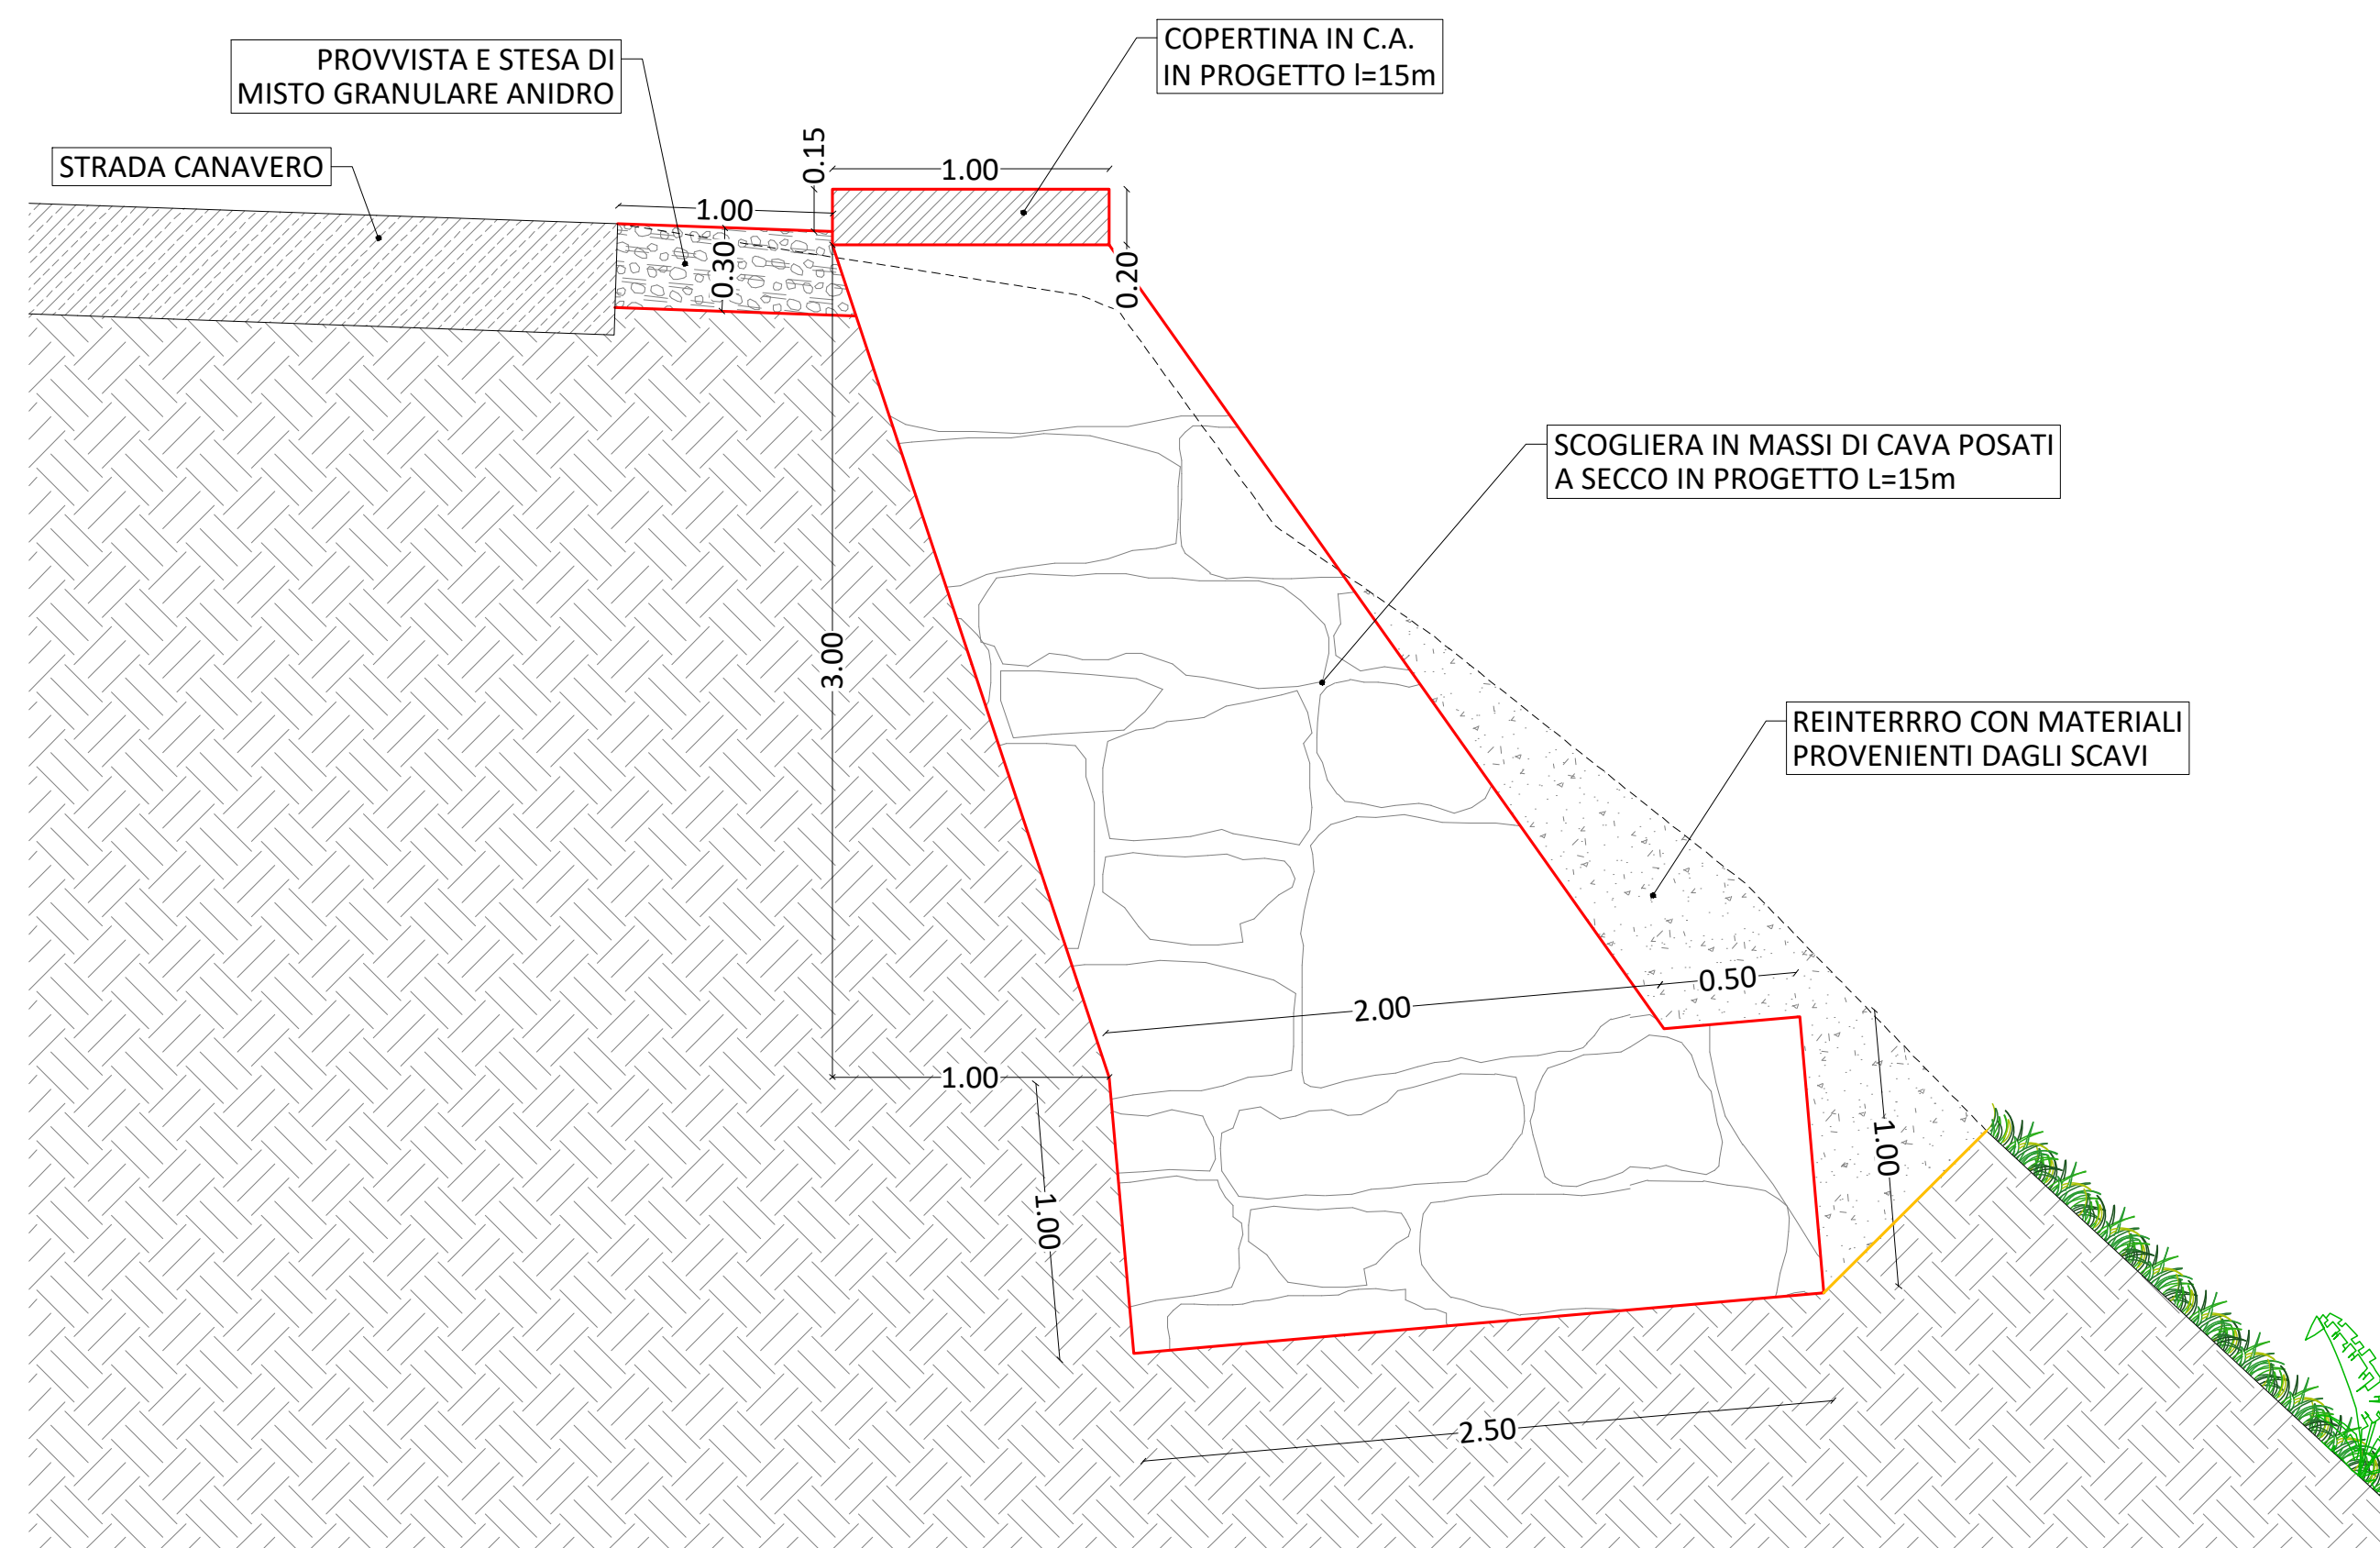 COPERTINA IN C.A.
IN PROGETTO l=15m
PROVVISTA E STESA DI
MISTO GRANULARE ANIDRO
STRADA CANAVERO
0.15
1.00
1.00
0.30
0.20
SCOGLIERA IN MASSI DI CAVA POSATI
A SECCO IN PROGETTO L=15m
3.00
REINTERRRO CON MATERIALI
PROVENIENTI DAGLI SCAVI
0.50
2.00
1.00
1.00
1.00
2.50